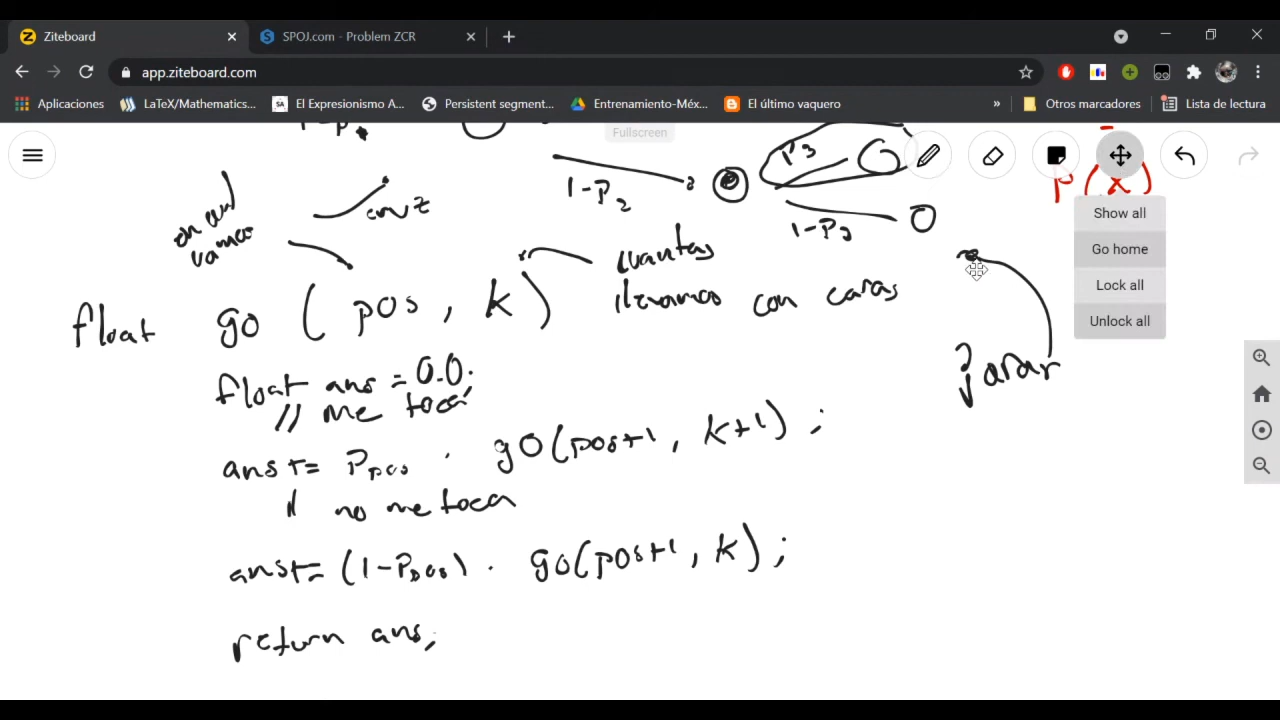 Ziteboard
SPOJ.com - Problem ZCR
app.ziteboard.com
Aplicaciones
LaTeX/Mathematics...
El Expresionismo A...
Persistent segment...
Entrenamiento-Méx...
El último vaquero
»
Otros marcadores
Lista de lectura
Fullscreen
P3
1-P2
1-P3
P(x)
Show all
Go home
Lock all
Unlock all
vamos
cuantas
llevamos con caras
float go ( pos , k )
float ans = 0.0;
// me toca
ans += Ppos . go(pos+1, k+1) ;
// no me toca
ans += (1-Ppos) . go(pos+1, k) ;
return ans;